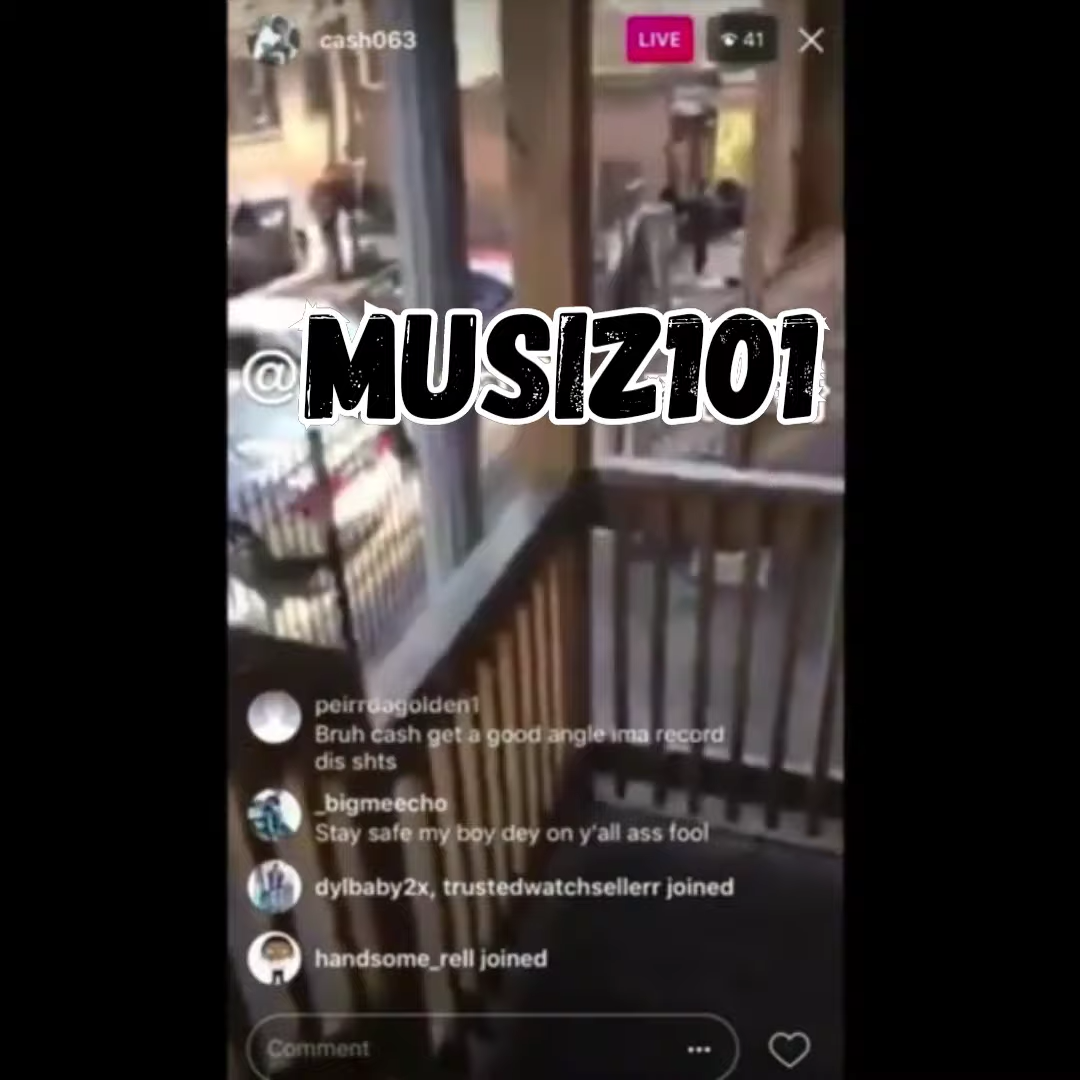 cash063 LIVE 41
@MUSIZ101
peirrdagolden1
Bruh cash get a good angle ima record
dis shts
_bigmeecho
Stay safe my boy dey on y'all ass fool
dylbaby2x, trustedwatchsellerr joined
handsome_rell joined
Comment